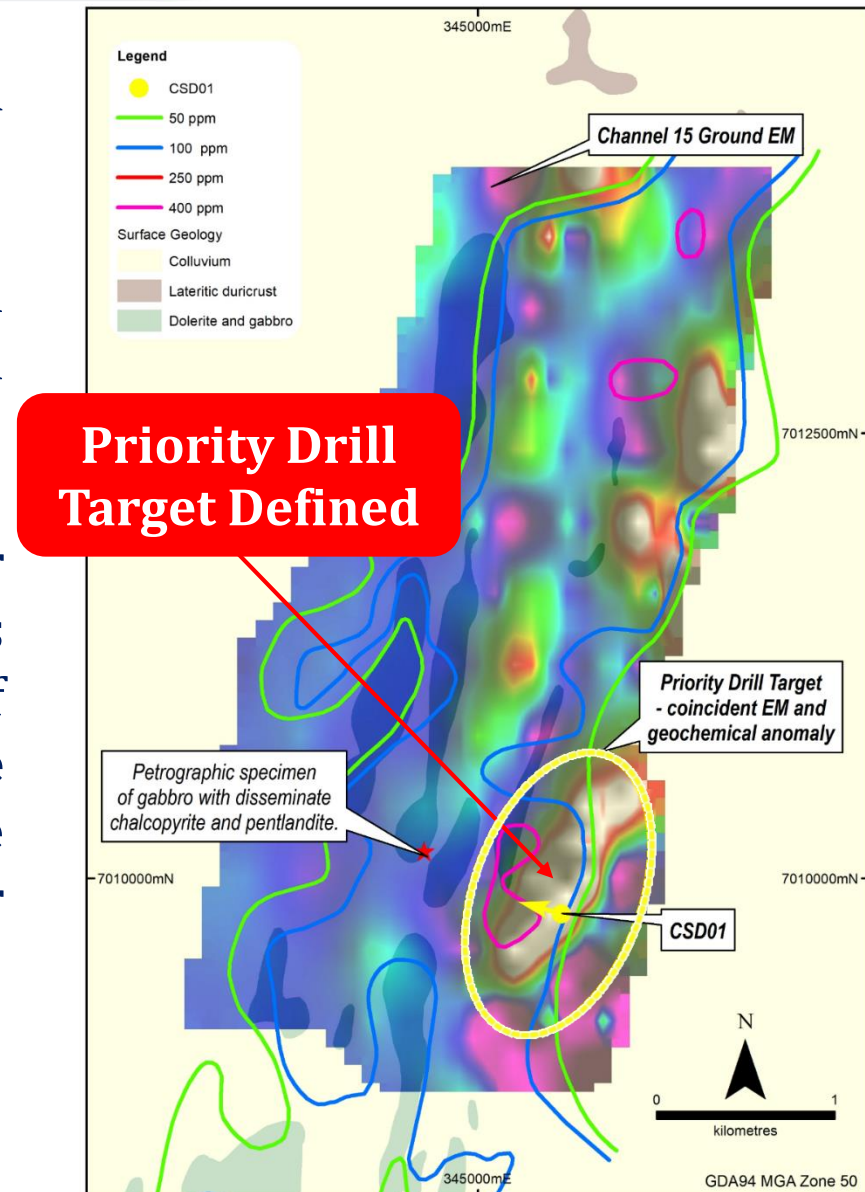 345000mE
Legend
CSD01
50 ppm
100 ppm
250 ppm
400 ppm
Surface Geology
Colluvium
Lateritic duricrust
Dolerite and gabbro
Channel 15 Ground EM
7012500mN
Priority Drill
Target Defined
Priority Drill Target
- coincident EM and
geochemical anomaly
Petrographic specimen
of gabbro with disseminate
chalcopyrite and pentlandite.
7010000mN
7010000mN
CSD01
N
0 1
kilometres
345000mE
GDA94 MGA Zone 50